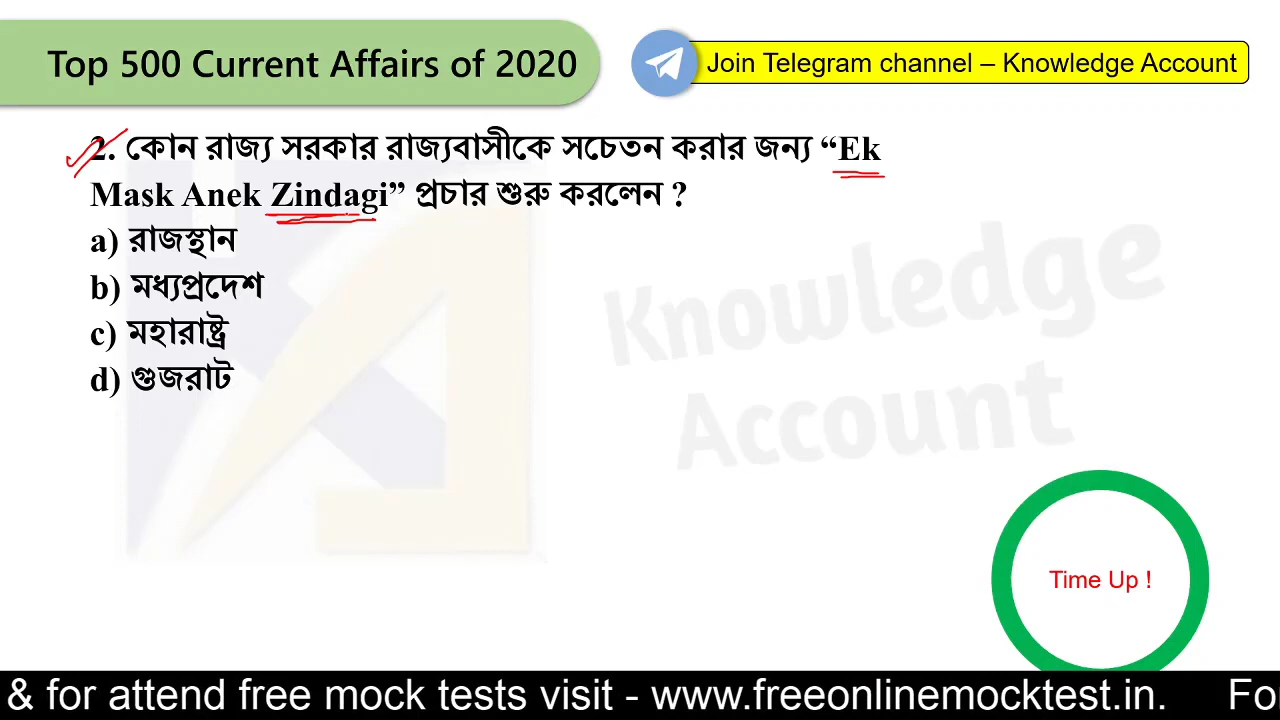 Top 500 Current Affairs of 2020
Join Telegram channel – Knowledge Account
2. কোন রাজ্য সরকার রাজ্যবাসীকে সচেতন করার জন্য “Ek
Mask Anek Zindagi” প্রচার শুরু করলেন ?
a) রাজস্থান
b) মধ্যপ্রদেশ
c) মহারাষ্ট্র
d) গুজরাট
Knowledge
Account
Time Up !
& for attend free mock tests visit - www.freeonlinemocktest.in. Fo